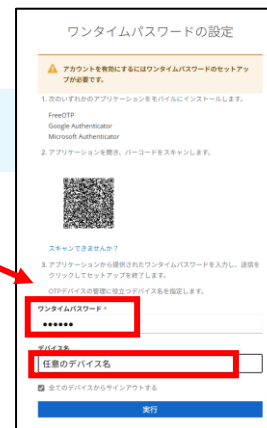 ワンタイムパスワードの設定
アカウントを有効にするにはワンタイムパスワードのセットアッ
プが必要です。
1. 次のいずれかのアプリケーションをモバイルにインストールします。
FreeOTP
Google Authenticator
Microsoft Authenticator
2. アプリケーションを開き、バーコードをスキャンします。
スキャンできませんか?
3. アプリケーションから提供されたワンタイムパスワードを入力し、送信を
クリックしてセットアップを終了します。
OTPデバイスの管理に役立つデバイス名を指定します。
ワンタイムパスワード *
••••••
デバイス名
任意のデバイス名
全てのデバイスからサインアウトする
実行